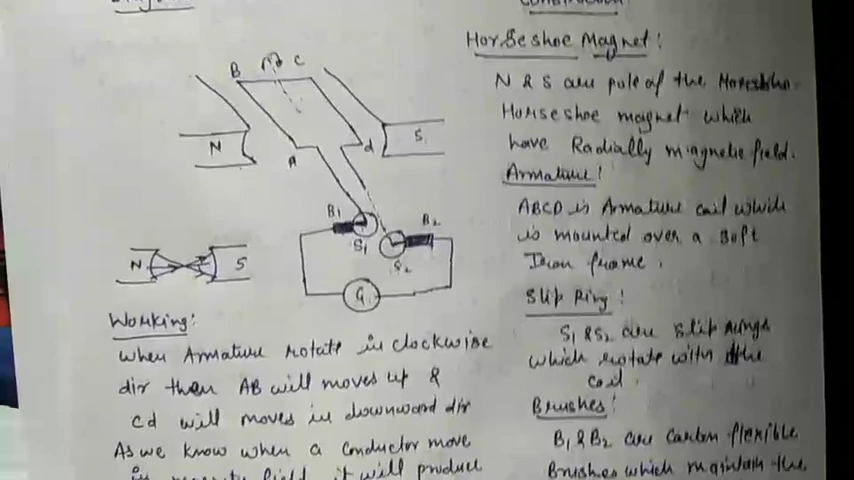 Construction:
Horseshoe Magnet:
N & S are pole of the Horesho
Horseshoe magnet which
have Radially magnetic field.
Armature!
ABCD is Armature coil which
is mounted over a Soft
Iron frame.
Slip Ring!
S1 & S2 are slip rings
which rotate with the
coil.
Brushes!
B1 & B2 are carbon flexible
Brushes which maintain the
B C
N A d S
B1 B2
S1 S2
G
N S
Working:
When Armature rotate in clockwise
dir then AB will moves up &
cd will moves in downward dir
As we know when a conductor move
in field it will produce